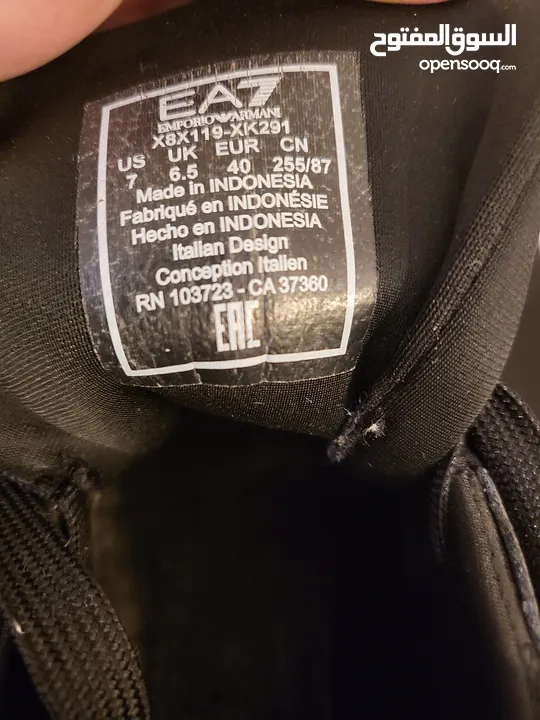 السوق المفتوح
opensooq.com
EA7
EMPORIO ARMANI
X8X119-XK291
US UK EUR CN
7 6.5 40 255/87
Made in INDONESIA
Fabriqué en INDONÉSIE
Hecho en INDONESIA
Italian Design
Conception Italien
RN 103723 - CA 37360
EAC